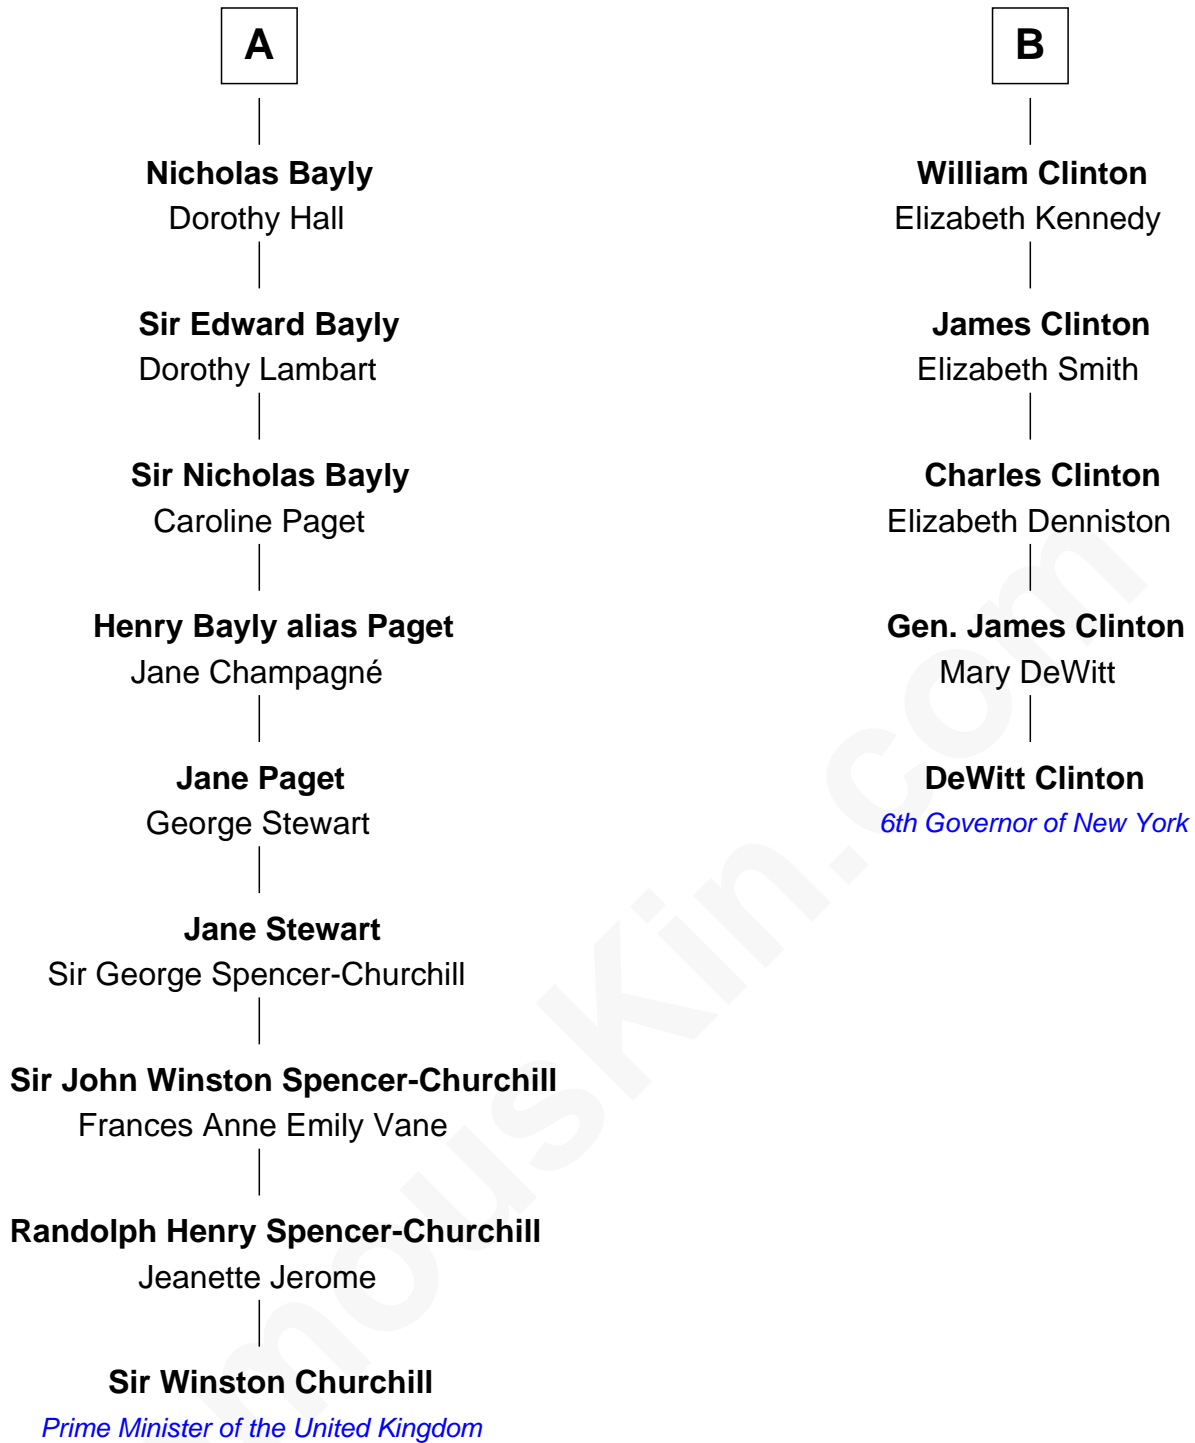 A
Nicholas Bayly
Dorothy Hall
Sir Edward Bayly
Dorothy Lambart
Sir Nicholas Bayly
Caroline Paget
Henry Bayly alias Paget
Jane Champagné
Jane Paget
George Stewart
Jane Stewart
Sir George Spencer-Churchill
Sir John Winston Spencer-Churchill
Frances Anne Emily Vane
Randolph Henry Spencer-Churchill
Jeanette Jerome
Sir Winston Churchill
Prime Minister of the United Kingdom
B
William Clinton
Elizabeth Kennedy
James Clinton
Elizabeth Smith
Charles Clinton
Elizabeth Denniston
Gen. James Clinton
Mary DeWitt
DeWitt Clinton
6th Governor of New York
mousKin.com